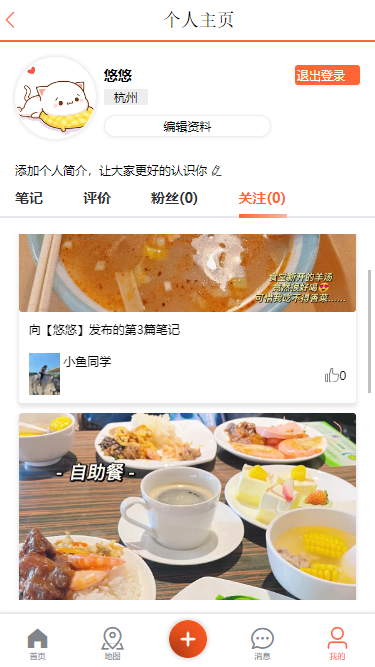 个人主页
悠悠
退出登录
杭州
编辑资料
添加个人简介，让大家更好的认识你
笔记
评价
粉丝(0)
关注(0)
食堂新开的羊汤
竟然很好喝😍
可惜我吃不得香菜......
向【悠悠】发布的第3篇笔记
小鱼同学
0
- 自助餐 -
首页
地图
消息
我的